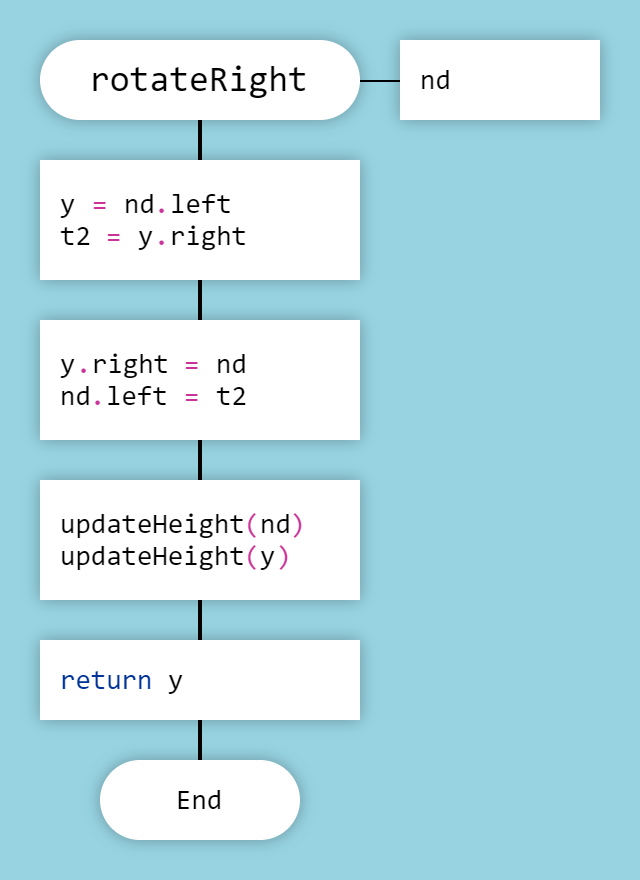 rotateRight
nd
y = nd.left
t2 = y.right
y.right = nd
nd.left = t2
updateHeight(nd)
updateHeight(y)
return y
End